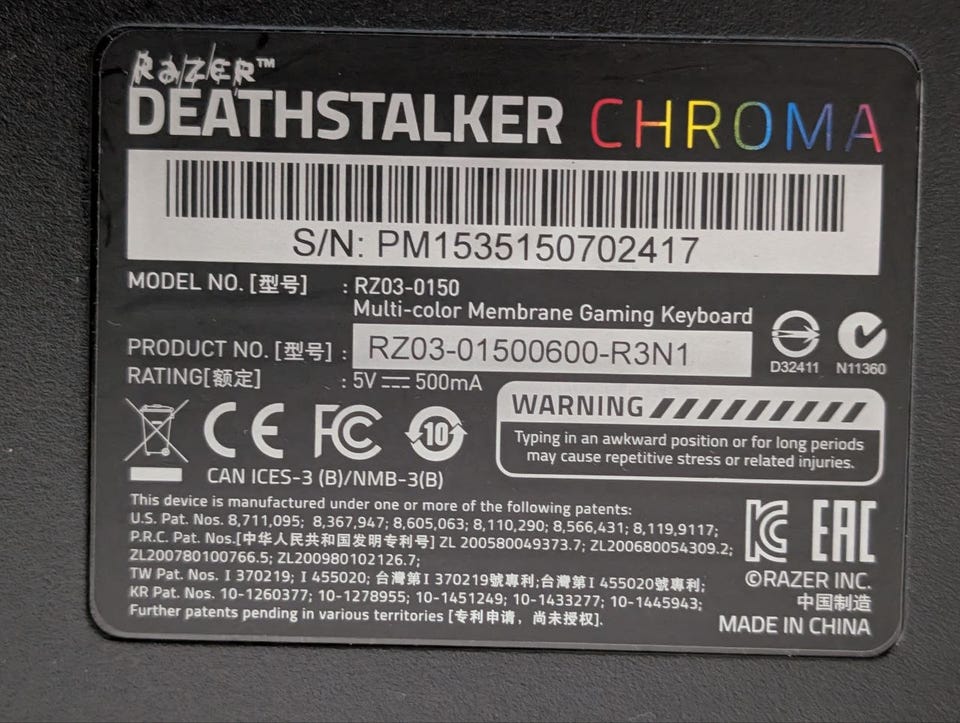 RAZER™
DEATHSTALKER CHROMA
S/N: PM1535150702417
MODEL NO. [型号] : RZ03-0150
Multi-color Membrane Gaming Keyboard
PRODUCT NO. [型号] : RZ03-01500600-R3N1
RATING[额定] : 5V 500mA
D32411 N11360
CE FC 10
WARNING
Typing in an awkward position or for long periods
may cause repetitive stress or related injuries.
CAN ICES-3 (B)/NMB-3(B)
This device is manufactured under one or more of the following patents:
U.S. Pat. Nos. 8,711,095; 8,367,947; 8,605,063; 8,110,290; 8,566,431; 8,119,9117;
P.R.C. Pat. Nos.[中华人民共和国发明专利号] ZL 200580049373.7; ZL200680054309.2;
ZL200780100766.5; ZL200980102126.7;
TW Pat. Nos. I 370219; I 455020; 台灣第I 370219號專利;台灣第I 455020號專利;
KR Pat. Nos. 10-1260377; 10-1278955; 10-1451249; 10-1433277; 10-1445943;
Further patents pending in various territories [专利申请，尚未授权].
KC EAC
©RAZER INC.
中国制造
MADE IN CHINA